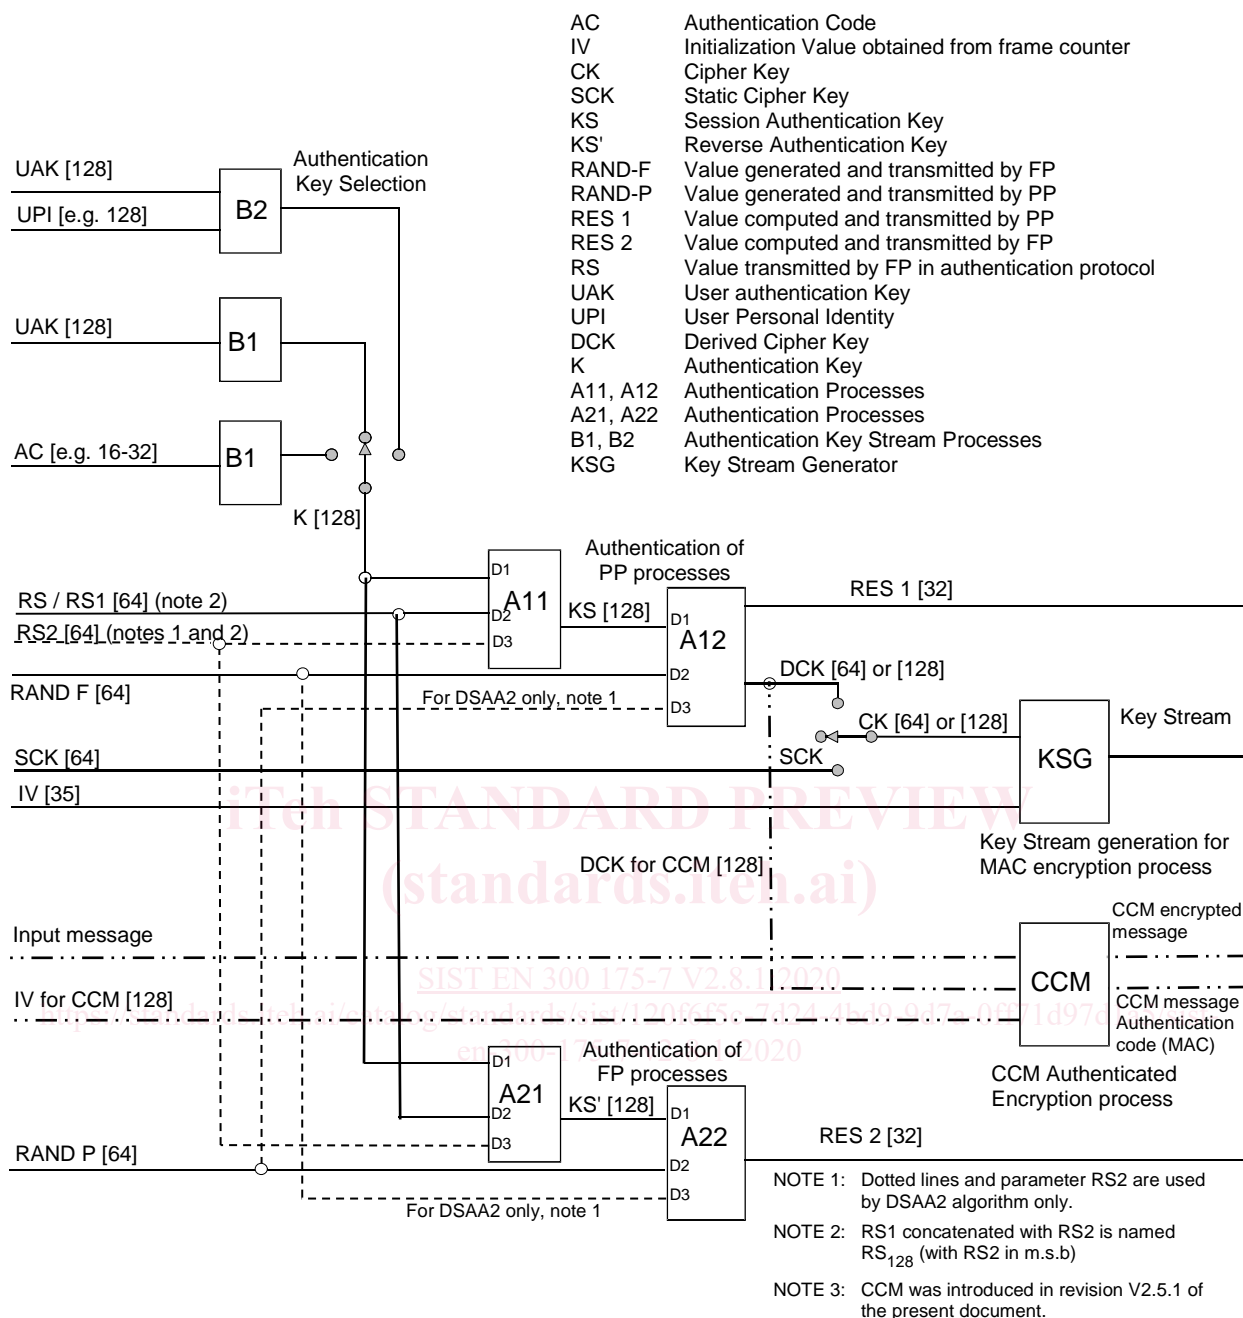 AC Authentication Code
IV Initialization Value obtained from frame counter
CK Cipher Key
SCK Static Cipher Key
KS Session Authentication Key
KS' Reverse Authentication Key
RAND-F Value generated and transmitted by FP
RAND-P Value generated and transmitted by PP
RES 1 Value computed and transmitted by PP
RES 2 Value computed and transmitted by FP
RS Value transmitted by FP in authentication protocol
UAK User authentication Key
UPI User Personal Identity
DCK Derived Cipher Key
K Authentication Key
A11, A12 Authentication Processes
A21, A22 Authentication Processes
B1, B2 Authentication Key Stream Processes
KSG Key Stream Generator
UAK [128]
UPI [e.g. 128]
B2
Authentication
Key Selection
UAK [128]
B1
AC [e.g. 16-32]
B1
K [128]
Authentication of
PP processes
RS / RS1 [64] (note 2)
RS2 [64] (notes 1 and 2)
RAND F [64]
D1
A11
D2
D3
KS [128]
D1
A12
D2
D3
For DSAA2 only, note 1
RES 1 [32]
DCK [64] or [128]
CK [64] or [128]
SCK
KSG
Key Stream
SCK [64]
IV [35]
iTeh STANDARD PREVIEW
(standards.iteh.ai)
Key Stream generation for
MAC encryption process
DCK for CCM [128]
Input message
IV for CCM [128]
SIST EN 300 175-7 V2.8.1:2020
CCM
CCM encrypted
message
CCM message
Authentication
code (MAC)
CCM Authenticated
Encryption process
Authentication of
FP processes
D1
A21
D2
D3
KS' [128]
D1
A22
D2
D3
RAND P [64]
For DSAA2 only, note 1
RES 2 [32]
NOTE 1: Dotted lines and parameter RS2 are used
by DSAA2 algorithm only.
NOTE 2: RS1 concatenated with RS2 is named
RS128 (with RS2 in m.s.b)
NOTE 3: CCM was introduced in revision V2.5.1 of
the present document.